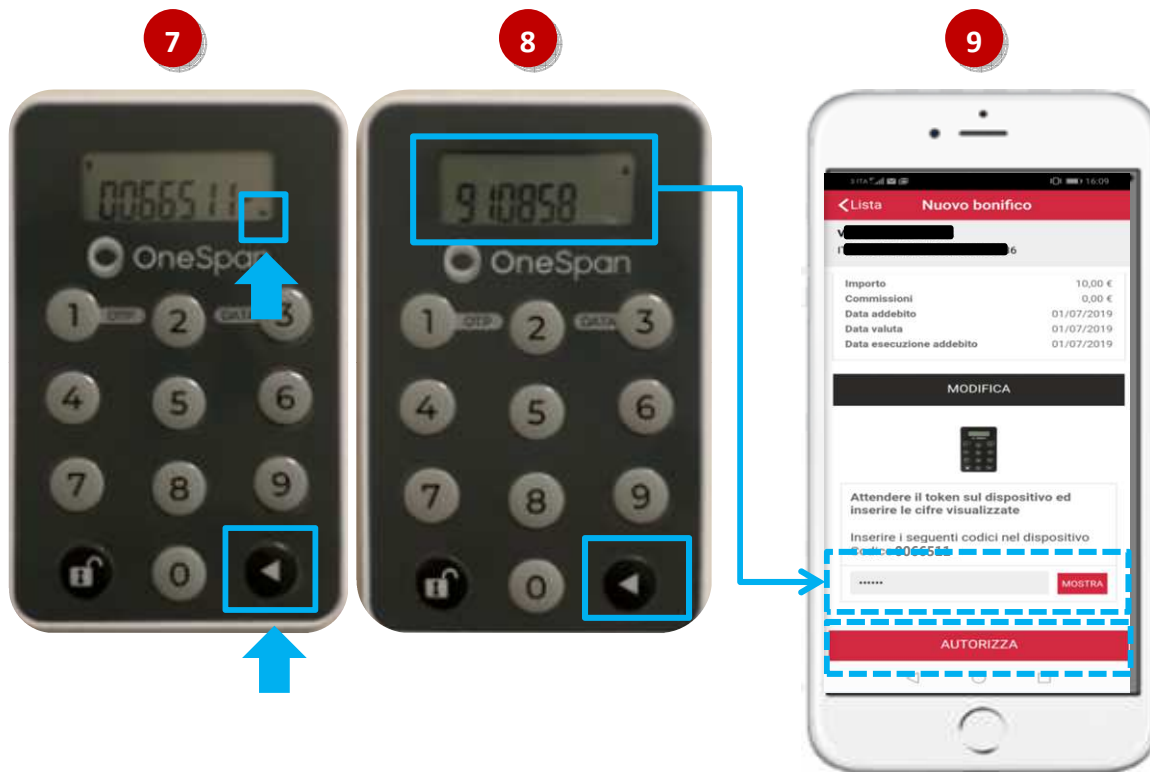 7
8
9
0066511
OneSpan
1 OTP 2 DATA 3
4 5 6
7 8 9
0
910858
OneSpan
1 OTP 2 DATA 3
4 5 6
7 8 9
0
3 ITA 16:09
Lista Nuovo bonifico
Importo 10,00 €
Commissioni 0,00 €
Data addebito 01/07/2019
Data valuta 01/07/2019
Data esecuzione addebito 01/07/2019
MODIFICA
Attendere il token sul dispositivo ed
inserire le cifre visualizzate
Inserire i seguenti codici nel dispositivo
Codice 0066511
•••••• MOSTRA
AUTORIZZA